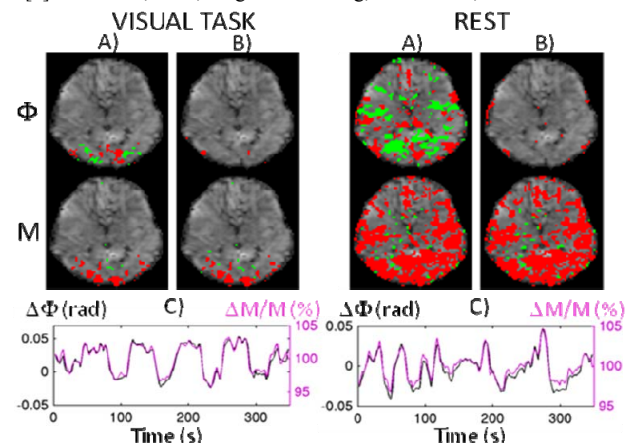 VISUAL TASK REST
A) B) A) B)
Φ
M
ΔΦ (rad) C) ΔM/M (%) ΔΦ (rad) C) ΔM/M (%)
0.05 105 0.05 105
0 100 0 100
-0.05 95 -0.05 95
0 100 200 300 0 100 200 300
Time (s) Time (s)